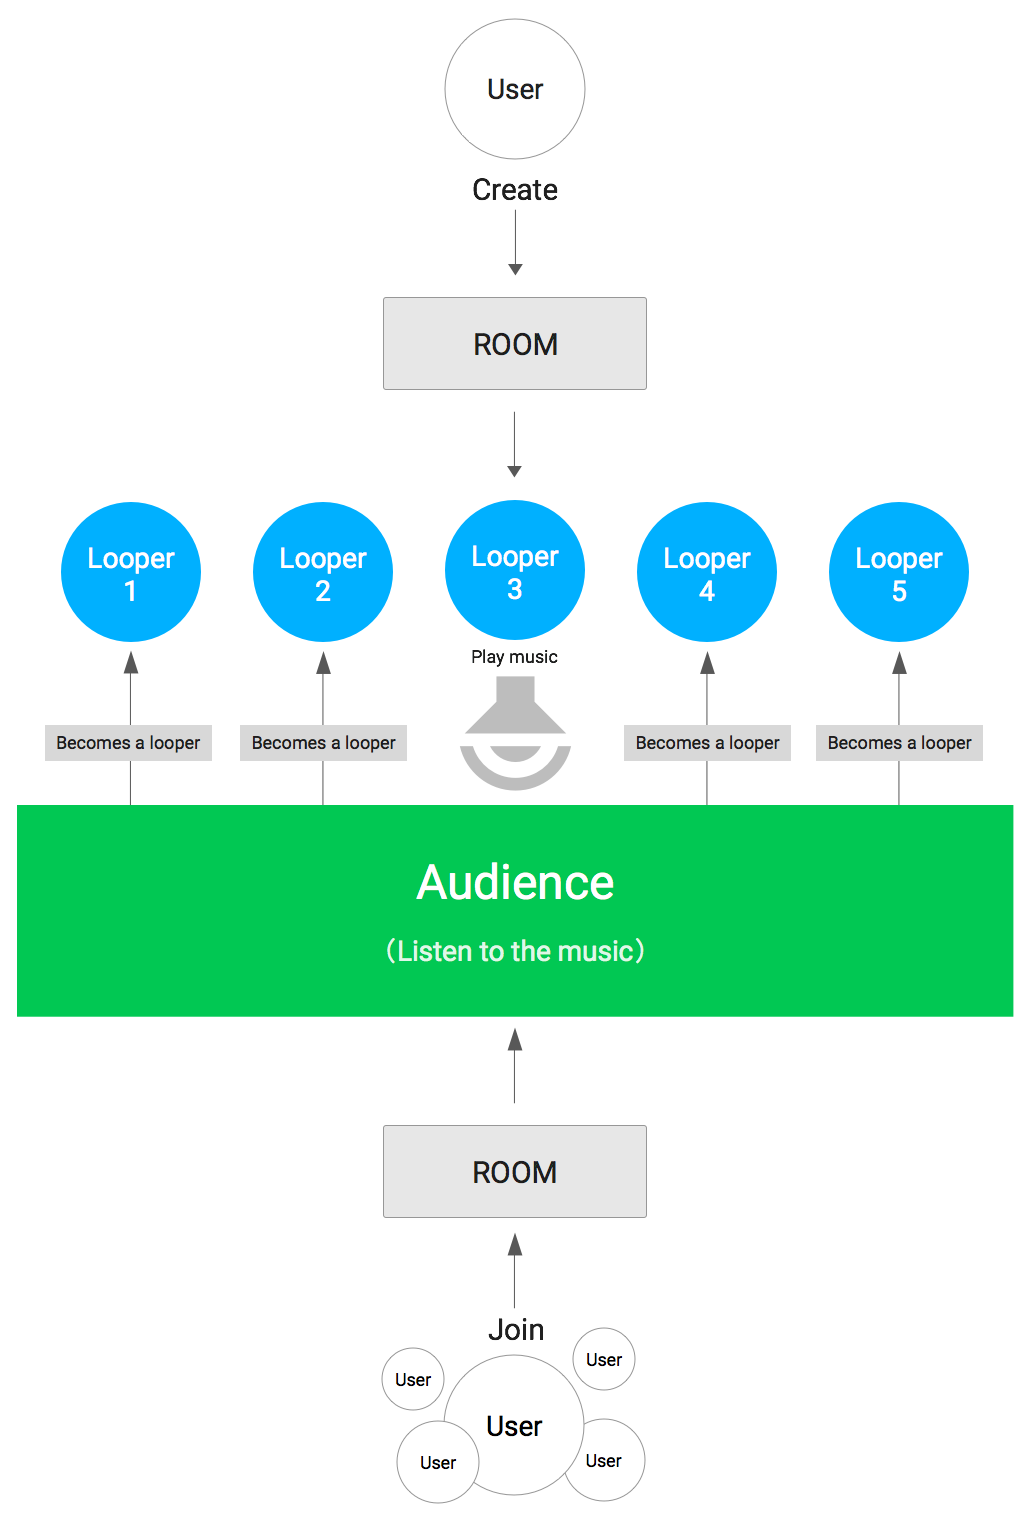 User
Create
ROOM
Looper
1
Looper
2
Looper
3
Looper
4
Looper
5
Play music
Becomes a looper
Becomes a looper
Becomes a looper
Becomes a looper
Audience
（Listen to the music）
ROOM
Join
User
User
User
User
User